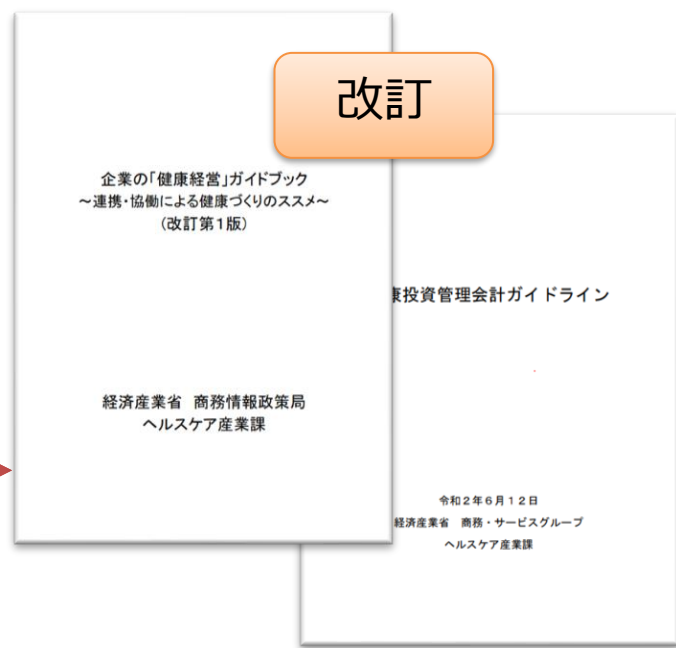 改訂
企業の「健康経営」ガイドブック
～連携・協働による健康づくりのススメ～
(改訂第1版)
経済産業省 商務情報政策局
ヘルスケア産業課
康投資管理会計ガイドライン
令和2年6月12日
経済産業省 商務・サービスグループ
ヘルスケア産業課